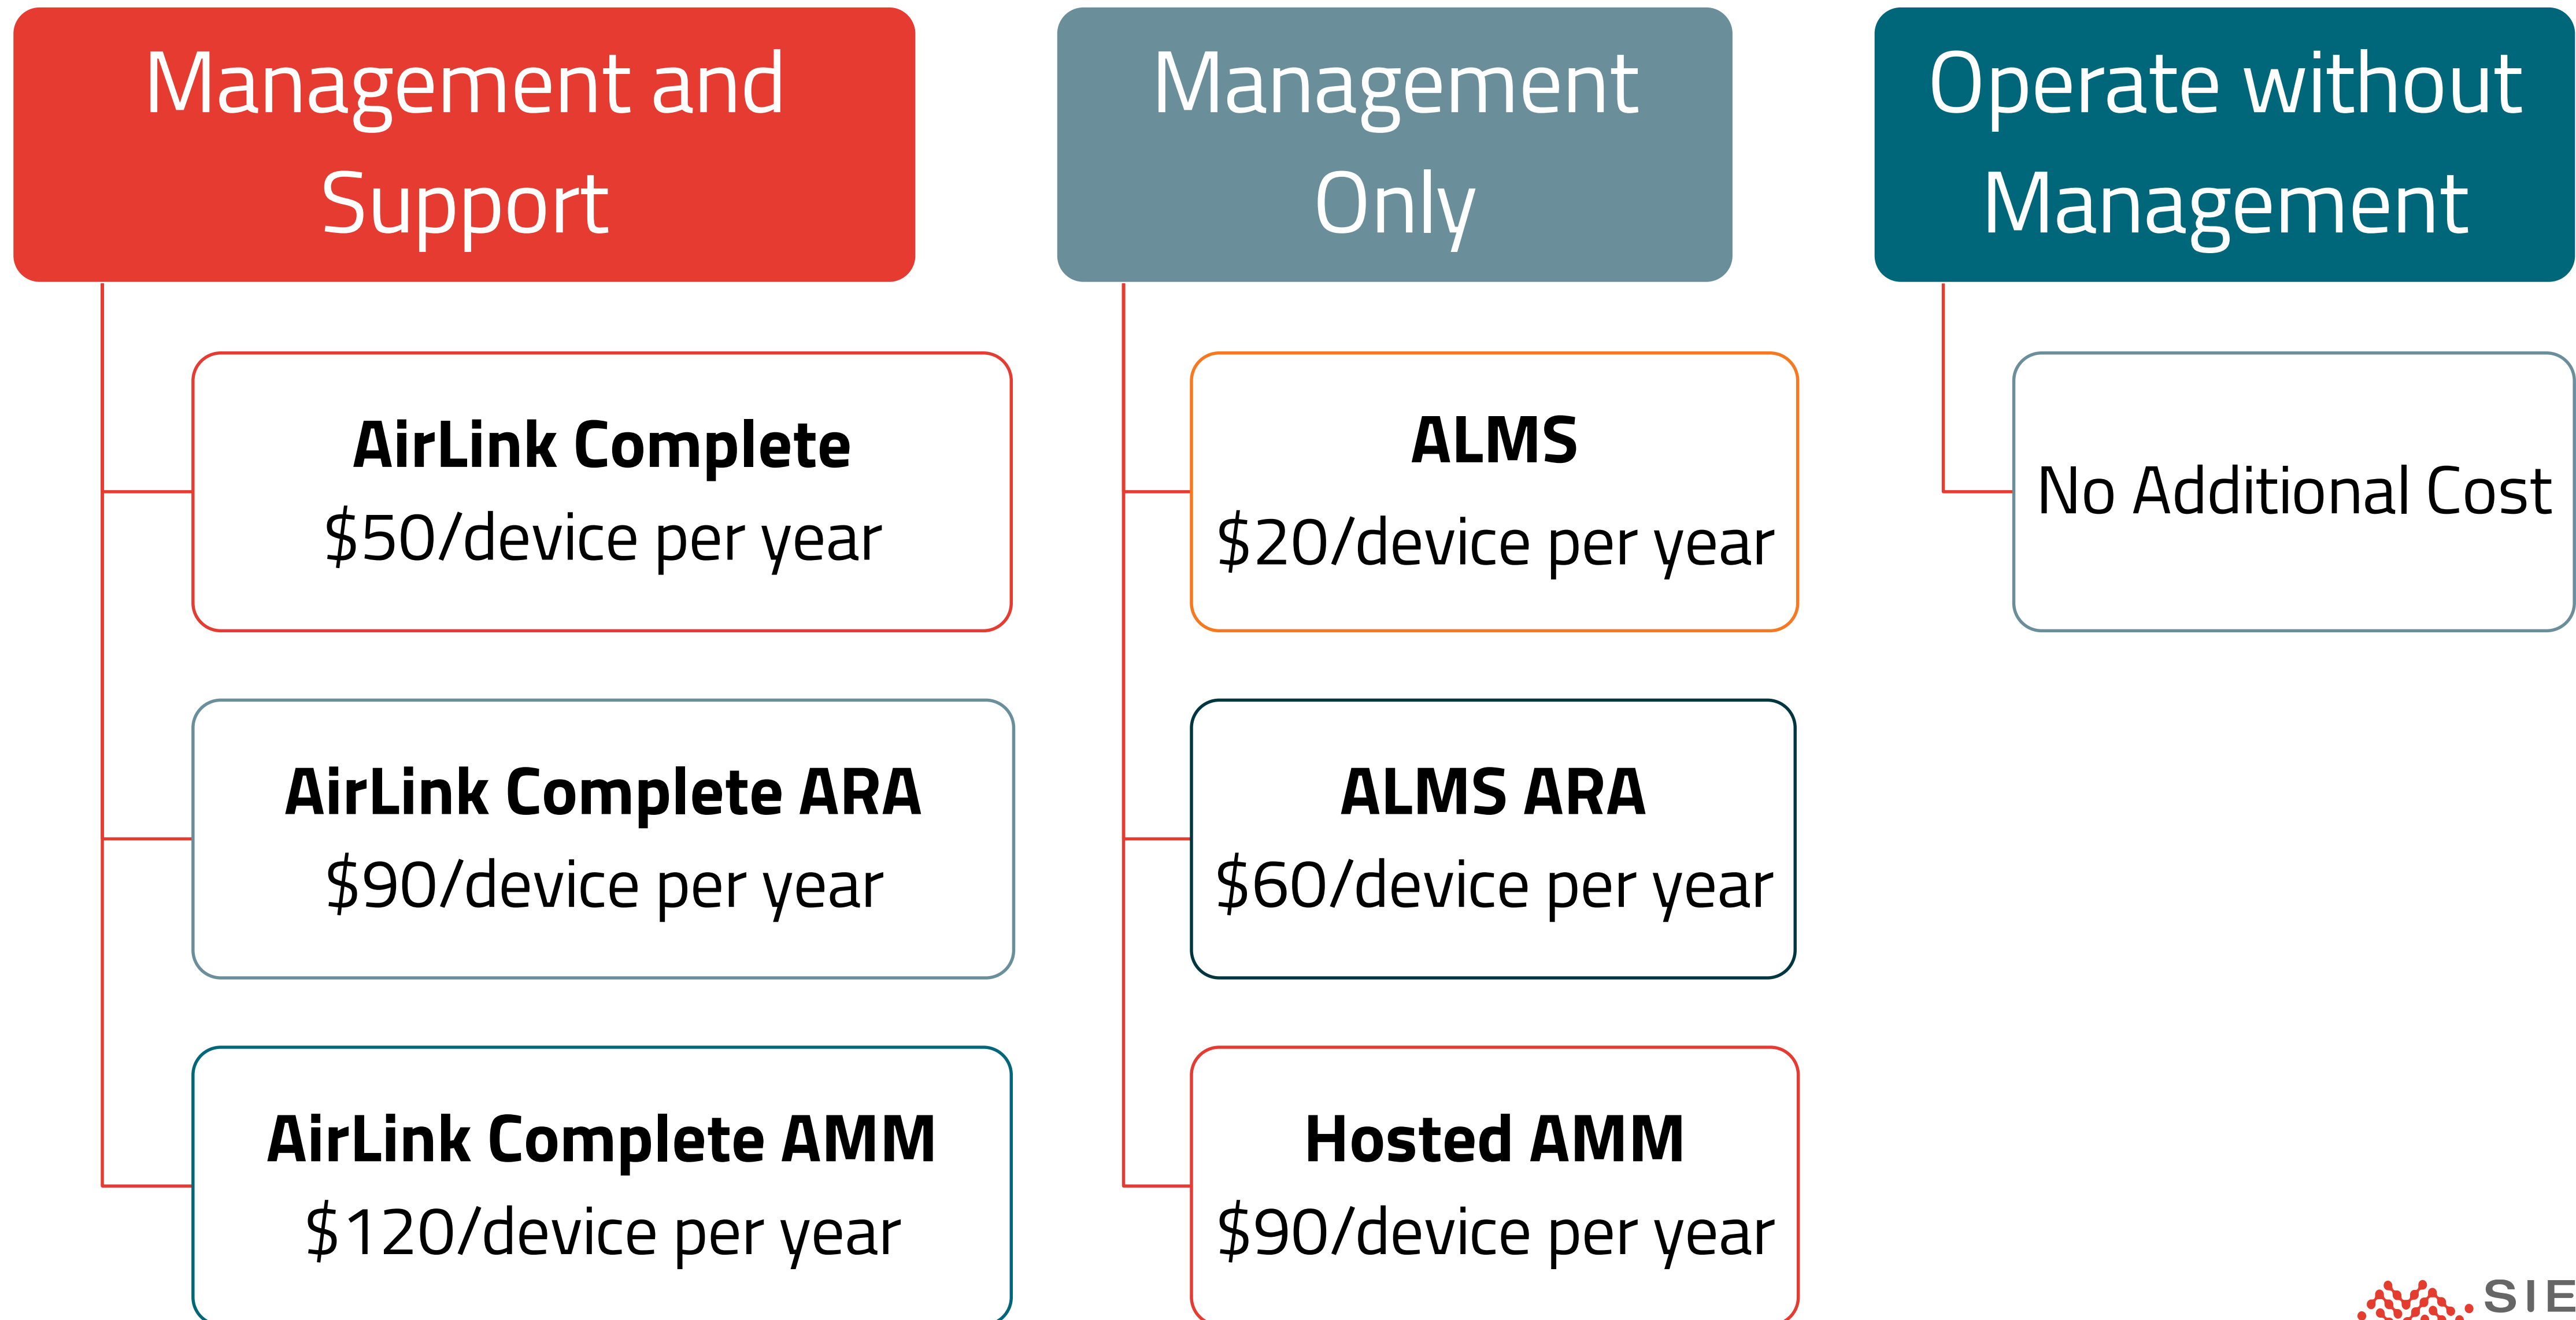 Management and
Support
AirLink Complete
$50/device per year
AirLink Complete ARA
$90/device per year
AirLink Complete AMM
$120/device per year
Management
Only
ALMS
$20/device per year
ALMS ARA
$60/device per year
Hosted AMM
$90/device per year
Operate without
Management
No Additional Cost
SIE